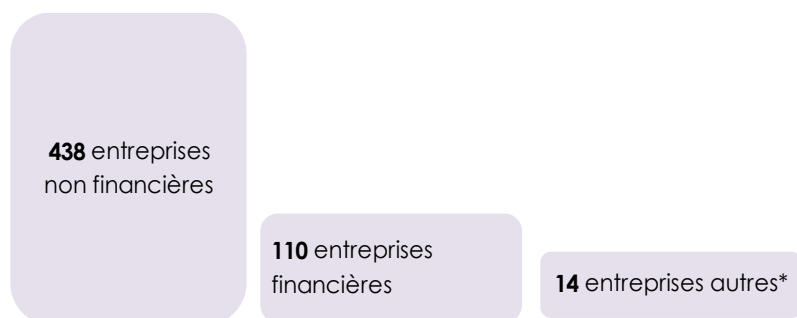 438 entreprises
non financières
110 entreprises
financières
14 entreprises autres*